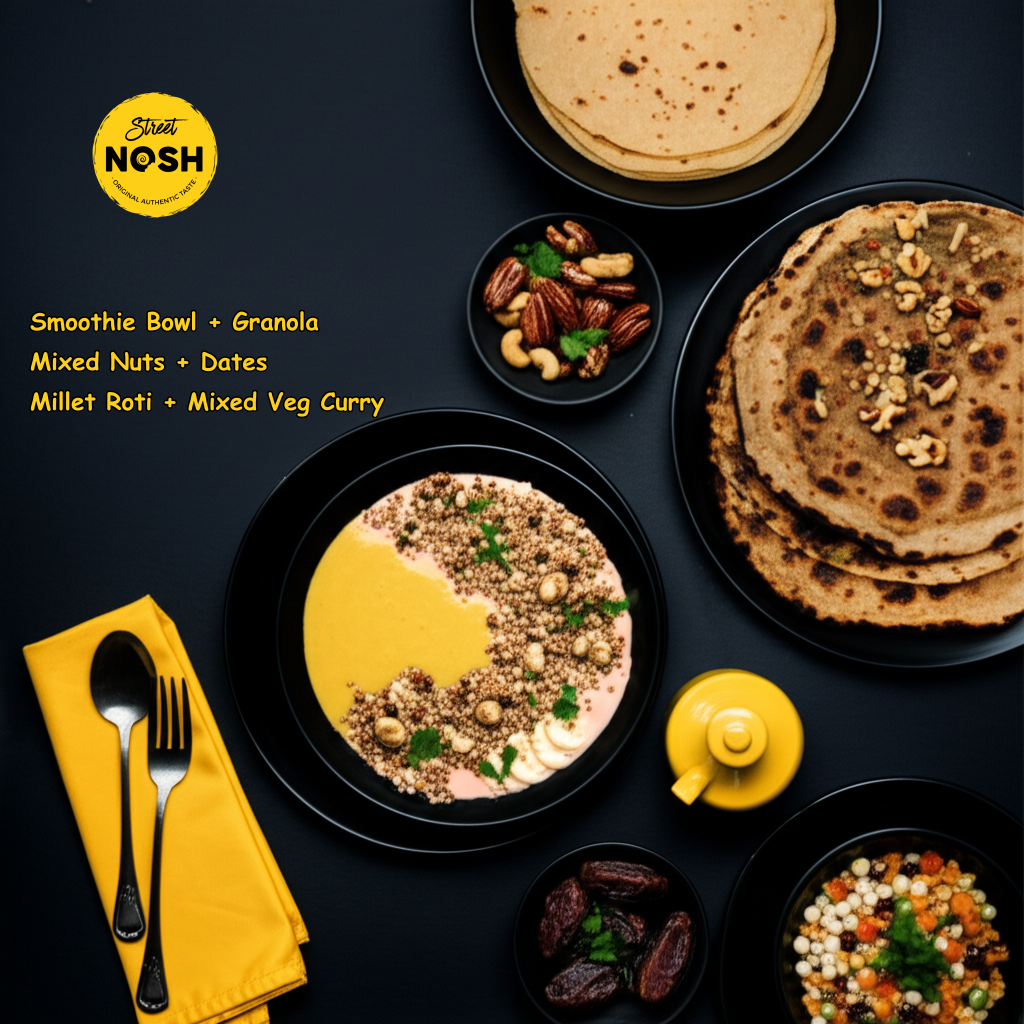 Street
NOSH
ORIGINAL AUTHENTIC TASTE
Smoothie Bowl + Granola
Mixed Nuts + Dates
Millet Roti + Mixed Veg Curry